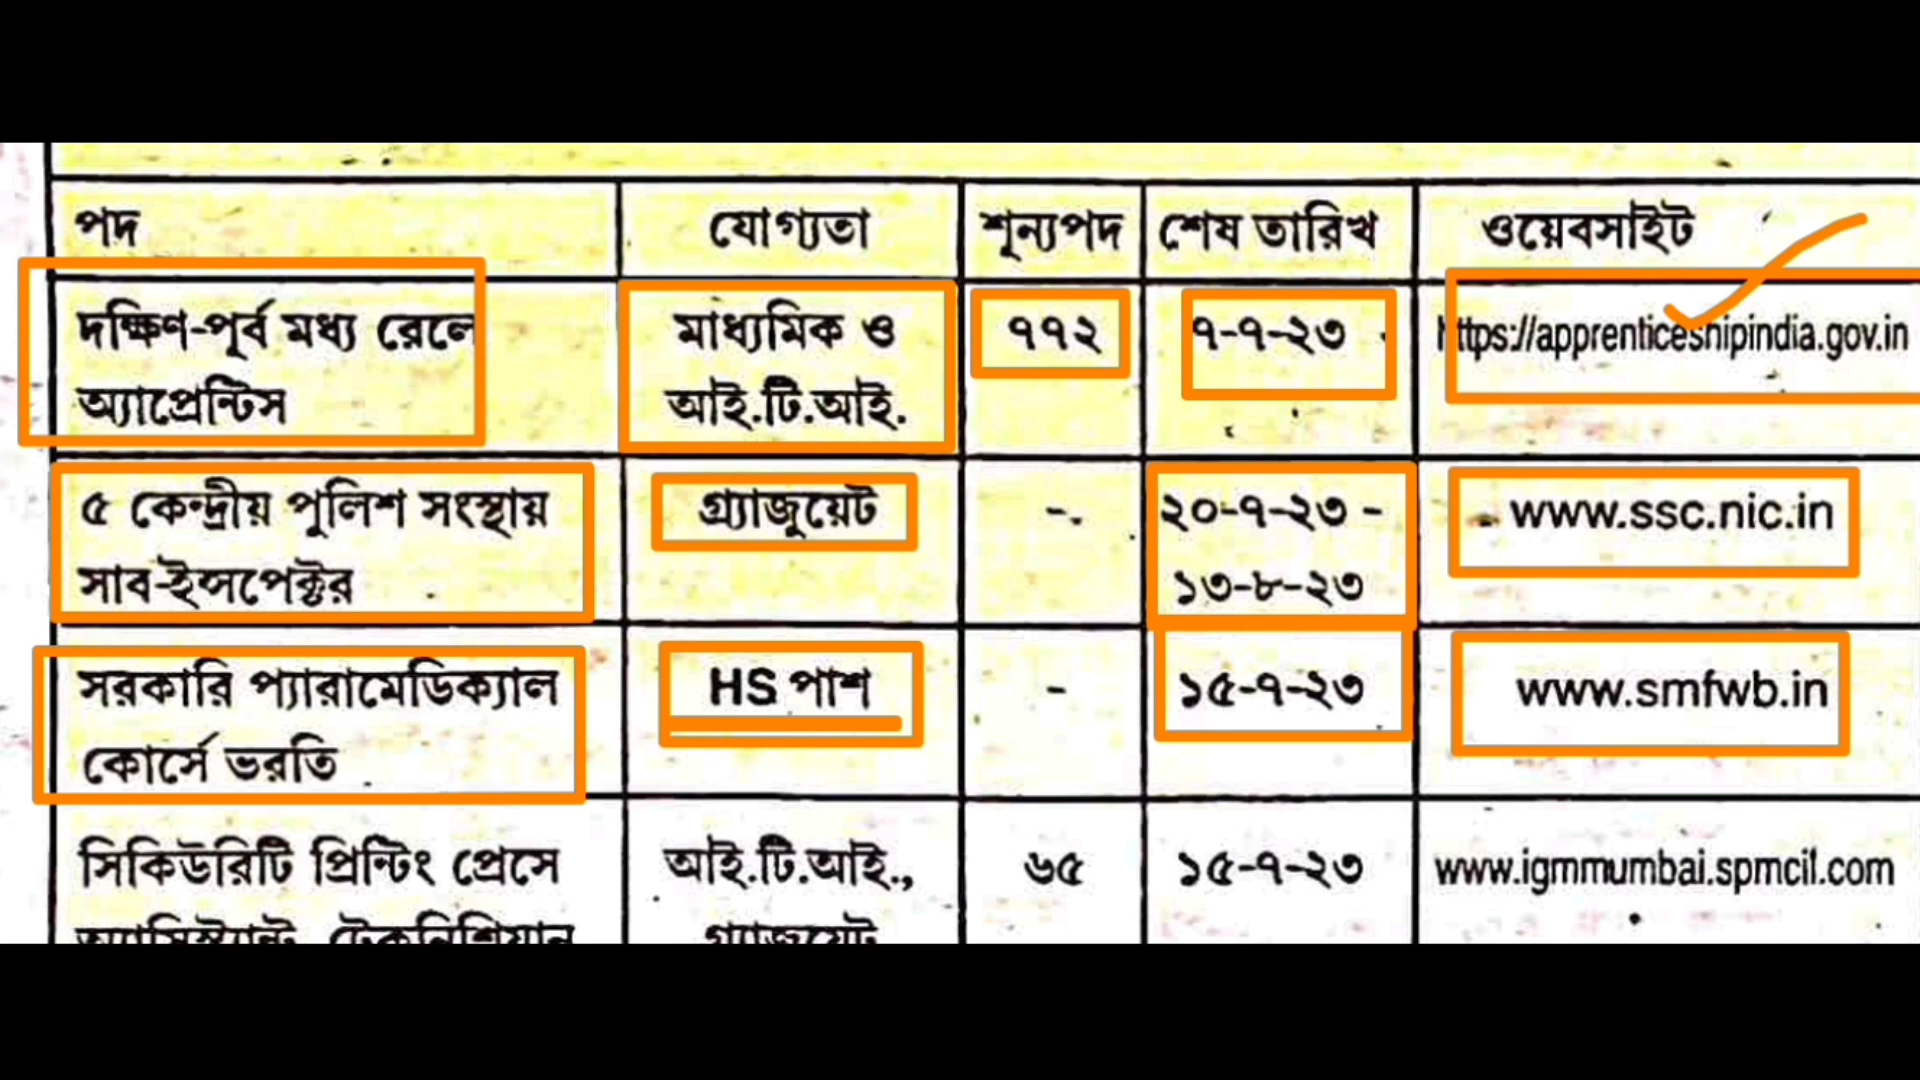 পদ যোগ্যতা শূন্যপদ শেষ তারিখ ওয়েবসাইট
দক্ষিণ-পূর্ব মধ্য রেলে মাধ্যমিক ও ৭৭২ ৭-৭-২৩ https://apprenticeshipindia.gov.in
অ্যাপ্রেন্টিস আই.টি.আই.
৫ কেন্দ্রীয় পুলিশ সংস্থায় গ্র্যাজুয়েট -. ২০-৭-২৩ - www.ssc.nic.in
সাব-ইন্সপেক্টর ১৩-৮-২৩
সরকারি প্যারামেডিক্যাল HS পাশ - ১৫-৭-২৩ www.smfwb.in
কোর্সে ভরতি
সিকিউরিটি প্রিন্টিং প্রেসে আই.টি.আই., ৬৫ ১৫-৭-২৩ www.igmmumbai.spmcil.com
অ্যাসিস্ট্যান্ট, টেকনিশিয়ান গ্র্যাজুয়েট